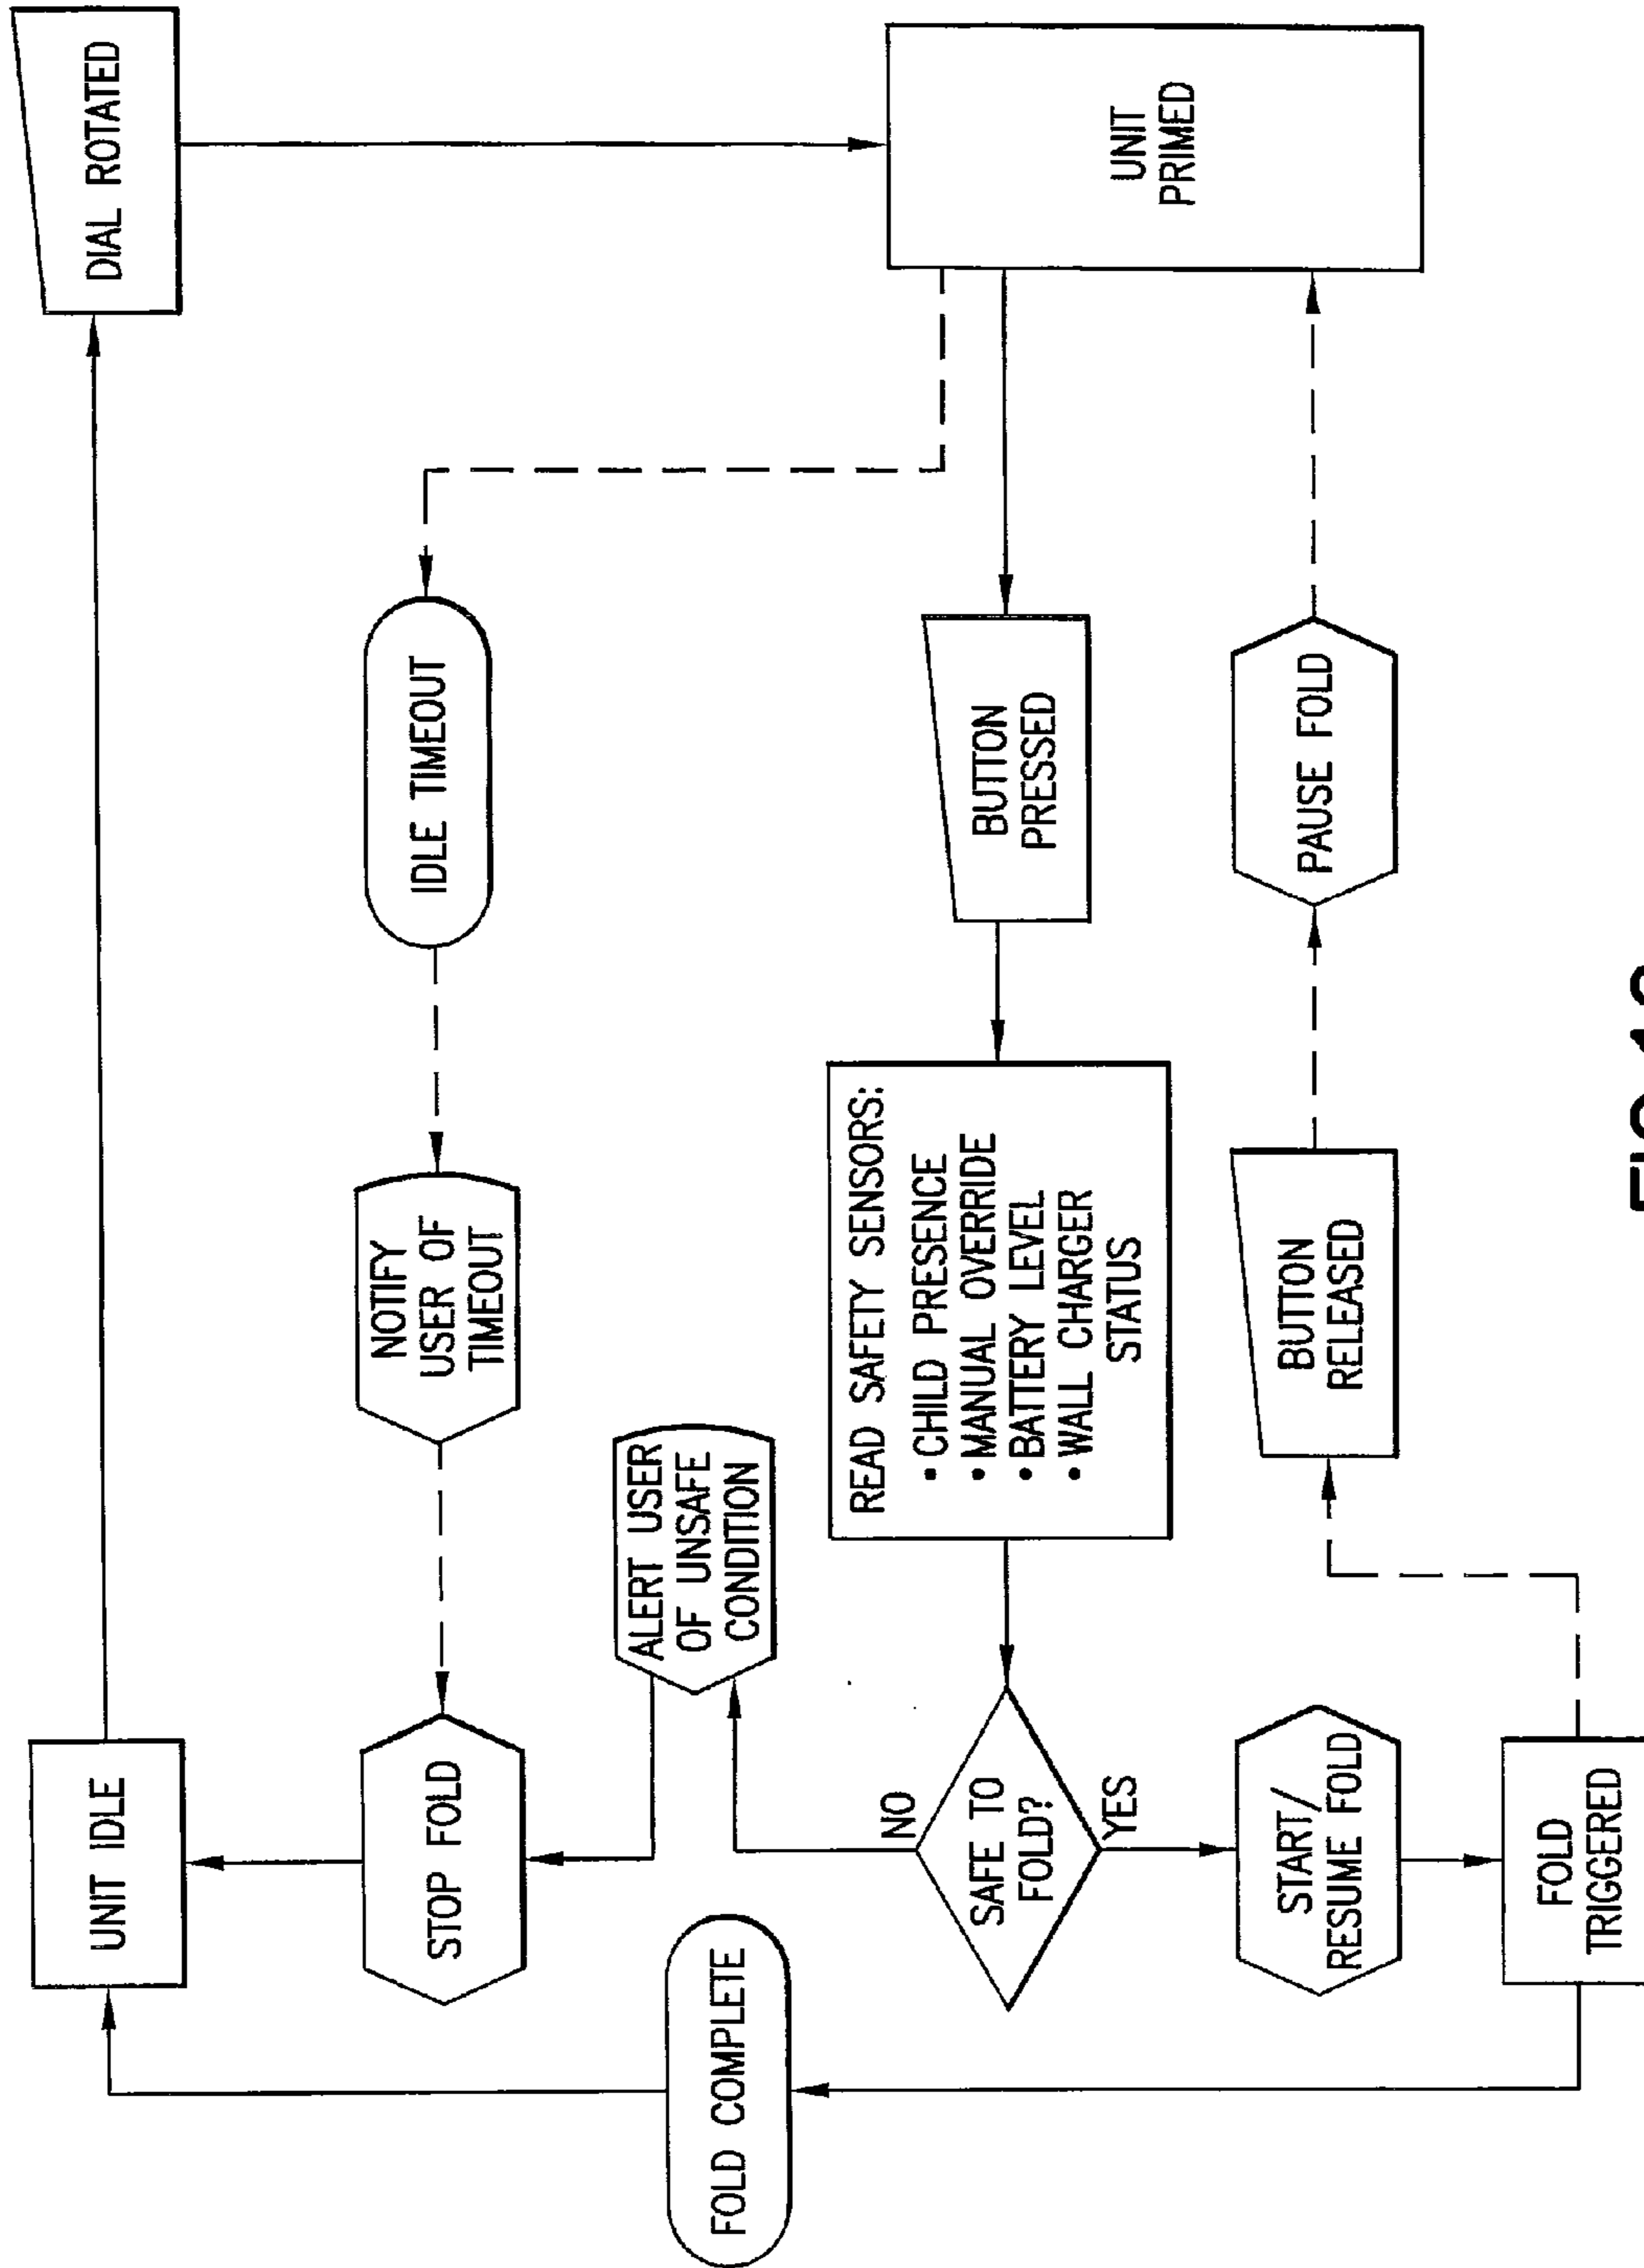 UNIT IDLE
DIAL ROTATED
STOP FOLD
NOTIFY
USER OF
TIMEOUT
IDLE TIMEOUT
FOLD COMPLETE
ALERT USER
OF UNSAFE
CONDITION
NO
SAFE TO
FOLD?
YES
READ SAFETY SENSORS:
• CHILD PRESENCE
• MANUAL OVERRIDE
• BATTERY LEVEL
• WALL CHARGER
STATUS
BUTTON
PRESSED
UNIT
PRIMED
START/
RESUME FOLD
BUTTON
RELEASED
PAUSE FOLD
FOLD
TRIGGERED